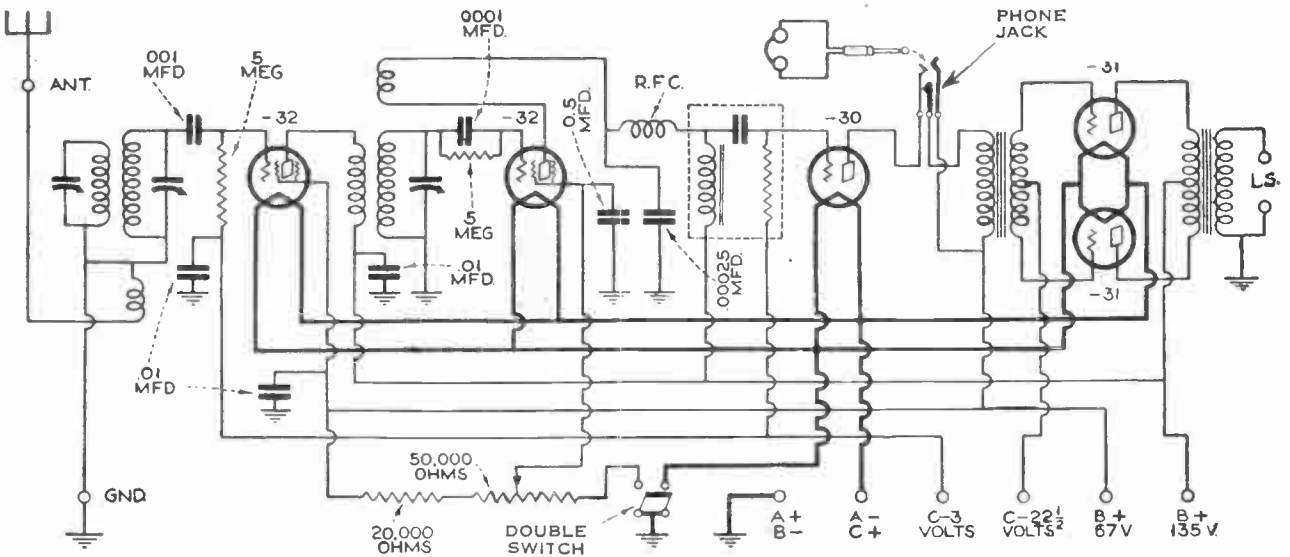 ANT.
.001
MFD
.5
MEG
-32
.0001
MFD.
-32
5
MEG
.01
MFD.
R.F.C.
0.5
MFD.
.00025
MFD.
-30
PHONE
JACK
-31
-31
L.S.
.01
MFD
50,000
OHMS
20,000
OHMS
DOUBLE
SWITCH
GND.
A+
B-
A-
C+
C-3
VOLTS
C-22½
VOLTS
B+
67V
B+
135 V.